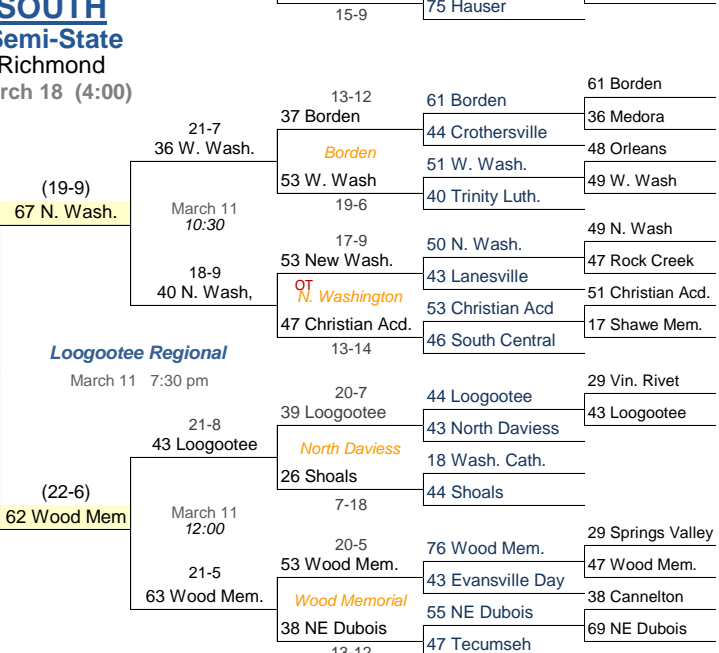 SOUTH
Semi-State
Richmond
March 18 (4:00)
15-9
75 Hauser
13-12
37 Borden
Borden
53 W. Wash
19-6
61 Borden
44 Crothersville
51 W. Wash.
40 Trinity Luth.
61 Borden
36 Medora
48 Orleans
49 W. Wash
21-7
36 W. Wash.
(19-9)
67 N. Wash.
March 11
10:30
18-9
40 N. Wash,
17-9
53 New Wash.
OT
N. Washington
47 Christian Acd.
13-14
50 N. Wash.
43 Lanesville
53 Christian Acd
46 South Central
49 N. Wash
47 Rock Creek
51 Christian Acd.
17 Shawe Mem.
Loogootee Regional
March 11 7:30 pm
20-7
39 Loogootee
North Daviess
26 Shoals
7-18
44 Loogootee
43 North Daviess
18 Wash. Cath.
44 Shoals
29 Vin. Rivet
43 Loogootee
21-8
43 Loogootee
(22-6)
62 Wood Mem
March 11
12:00
21-5
63 Wood Mem.
20-5
53 Wood Mem.
Wood Memorial
38 NE Dubois
13-12
76 Wood Mem.
43 Evansville Day
55 NE Dubois
47 Tecumseh
29 Springs Valley
47 Wood Mem.
38 Cannelton
69 NE Dubois